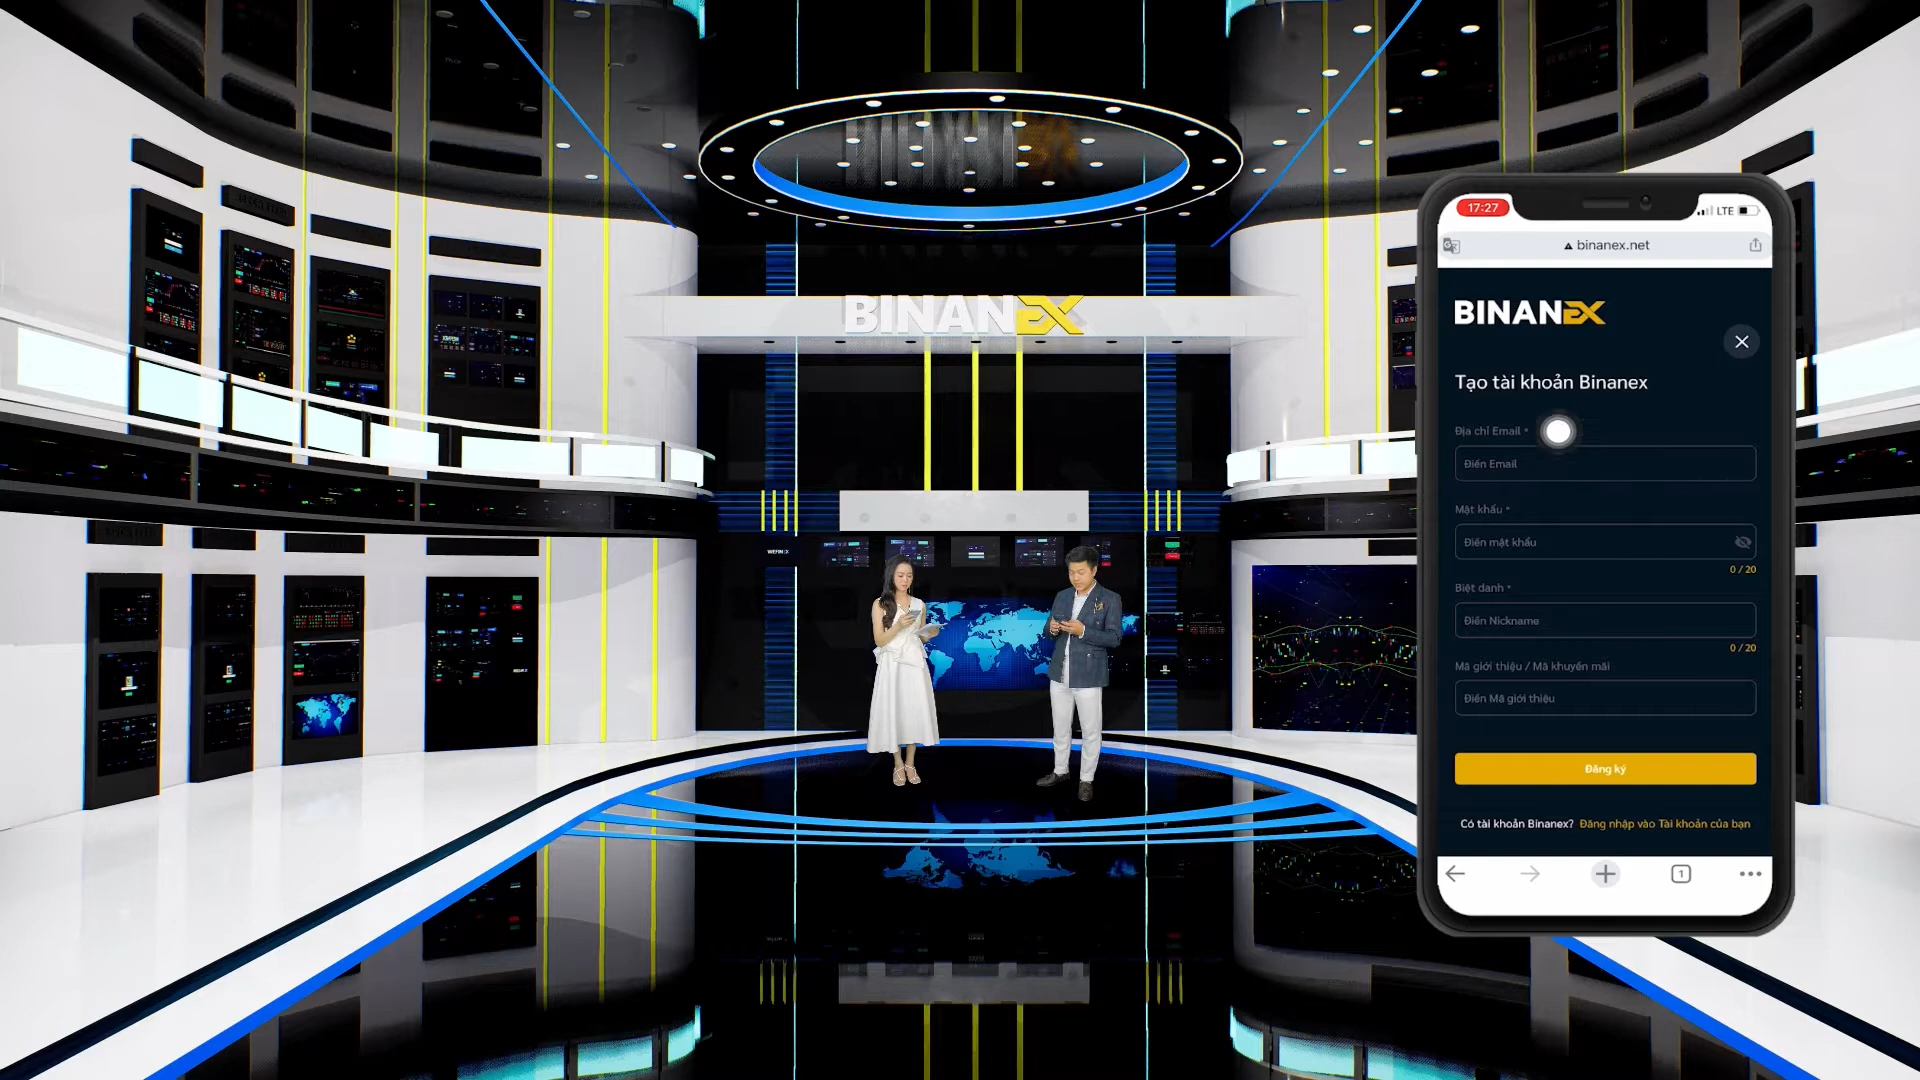 BINANEX
WEFINEX
17:27
LTE
binanex.net
BINANEX
Tạo tài khoản Binanex
Địa chỉ Email *
Điền Email
Mật khẩu *
Điền mật khẩu
0 / 20
Biệt danh *
Điền Nickname
0 / 20
Mã giới thiệu / Mã khuyến mãi
Điền Mã giới thiệu
Đăng ký
Có tài khoản Binanex? Đăng nhập vào Tài khoản của bạn
1